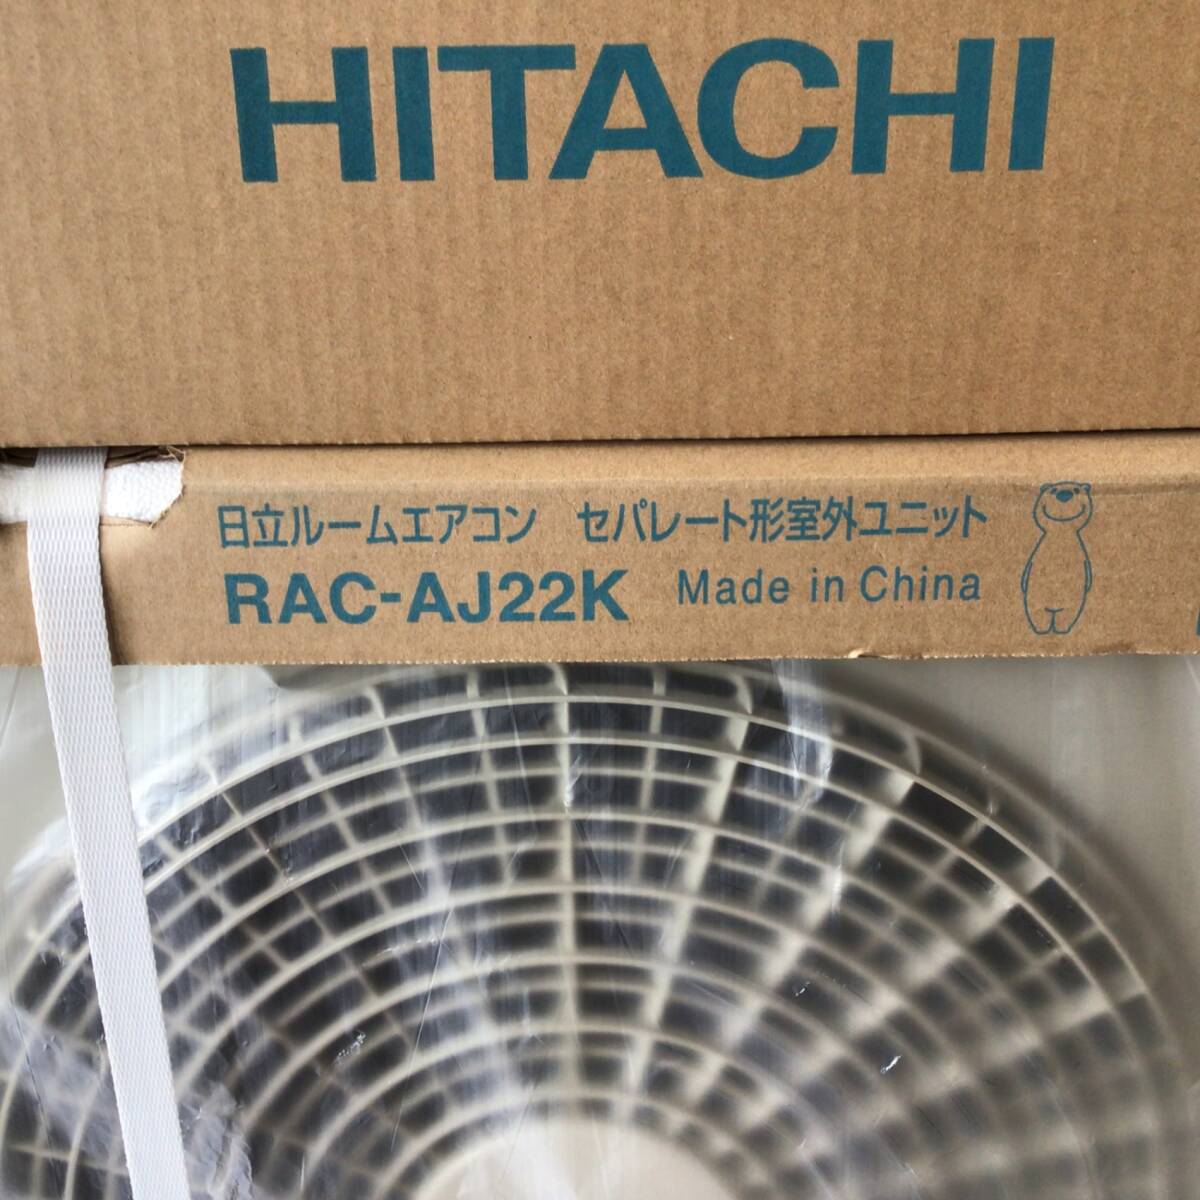 HITACHI
日立ルームエアコン セパレート形室外ユニット
RAC-AJ22K Made in China